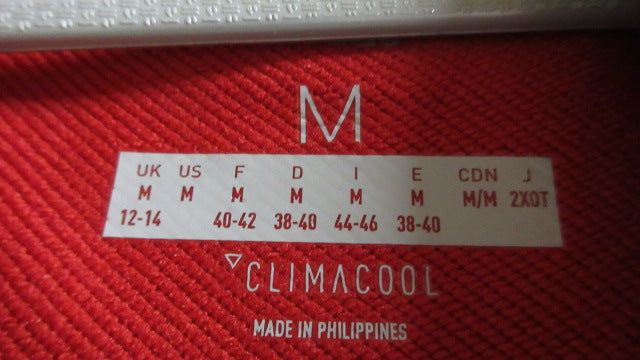 M
UK US F D I E CDN J
M M M M M M M/M 2XOT
12-14 40-42 38-40 44-46 38-40
CLIMACOOL
MADE IN PHILIPPINES